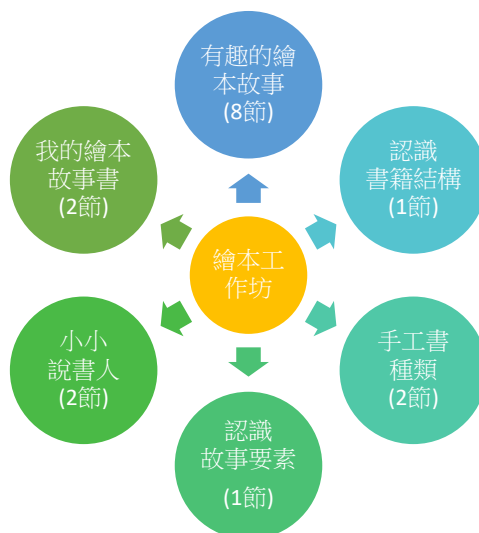 有趣的繪
本故事
(8節)
認識
書籍結構
(1節)
手工書
種類
(2節)
認識
故事要素
(1節)
小小
說書人
(2節)
我的繪本
故事書
(2節)
繪本工
作坊